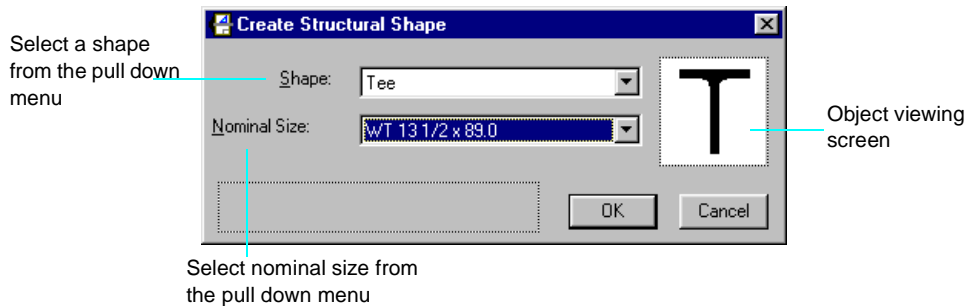 Create Structural Shape
Select a shape
from the pull down
menu
Shape:
Tee
Nominal Size:
WT 13 1/2 x 89.0
Object viewing
screen
OK
Cancel
Select nominal size from
the pull down menu